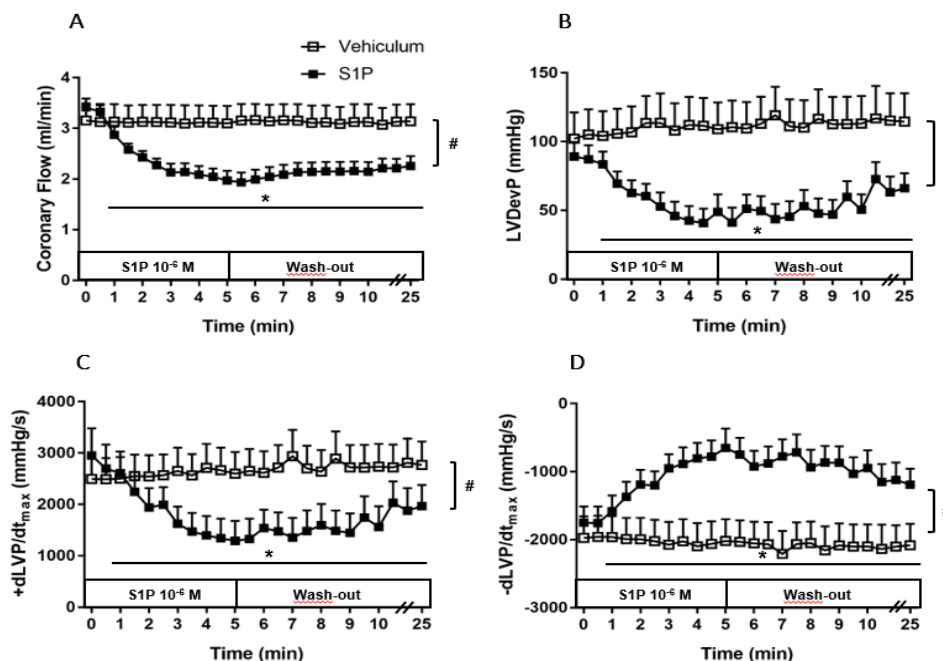 A
Vehiculum
S1P
Coronary Flow (ml/min)
4
3
2
1
0
#
*
S1P 10⁻⁶ M
Wash-out
0 1 2 3 4 5 6 7 8 9 10 25
Time (min)
B
LVDevP (mmHg)
150
100
50
0
*
S1P 10⁻⁶ M
Wash-out
0 1 2 3 4 5 6 7 8 9 10 25
Time (min)
C
+dLVP/dtmax (mmHg/s)
4000
3000
2000
1000
0
#
*
S1P 10⁻⁶ M
Wash-out
0 1 2 3 4 5 6 7 8 9 10 25
Time (min)
D
-dLVP/dtmax (mmHg/s)
0
-1000
-2000
-3000
*
S1P 10⁻⁶ M
Wash-out
0 1 2 3 4 5 6 7 8 9 10 25
Time (min)